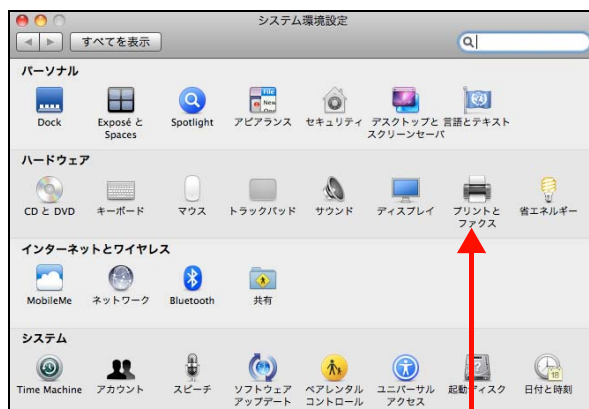 システム環境設定
すべてを表示
パーソナル
Dock
Exposé と
Spaces
Spotlight
File
New
アピアランス
セキュリティ
デスクトップと
スクリーンセーバ
言語とテキスト
ハードウェア
CD と DVD
キーボード
マウス
トラックパッド
サウンド
ディスプレイ
プリントと
ファクス
省エネルギー
インターネットとワイヤレス
MobileMe
ネットワーク
Bluetooth
共有
システム
Time Machine
アカウント
スピーチ
ソフトウェア
アップデート
ペアレンタル
コントロール
ユニバーサル
アクセス
起動ディスク
18
日付と時刻